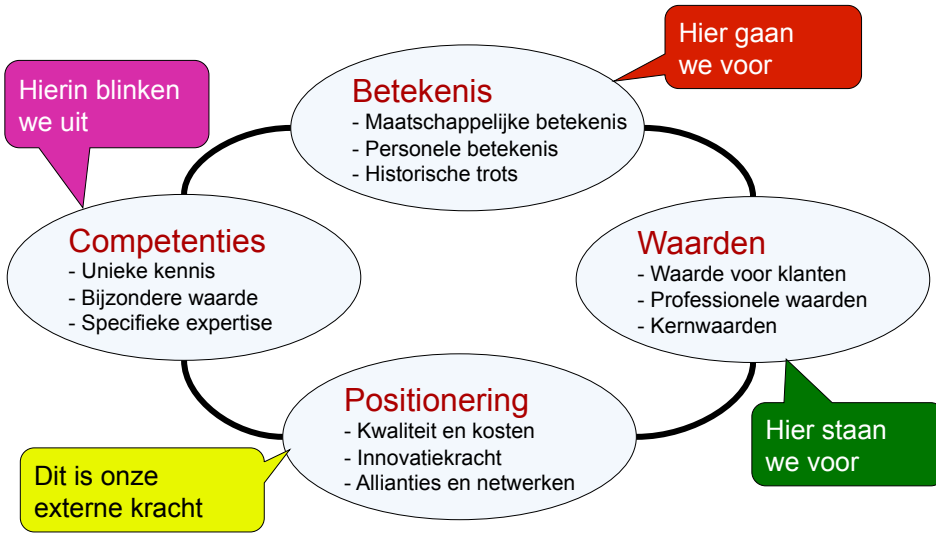 Hier gaan
we voor
Hierin blinken
we uit
Betekenis
- Maatschappelijke betekenis
- Personele betekenis
- Historische trots
Competenties
- Unieke kennis
- Bijzondere waarde
- Specifieke expertise
Waarden
- Waarde voor klanten
- Professionele waarden
- Kernwaarden
Positionering
- Kwaliteit en kosten
- Innovatiekracht
- Allianties en netwerken
Hier staan
we voor
Dit is onze
externe kracht